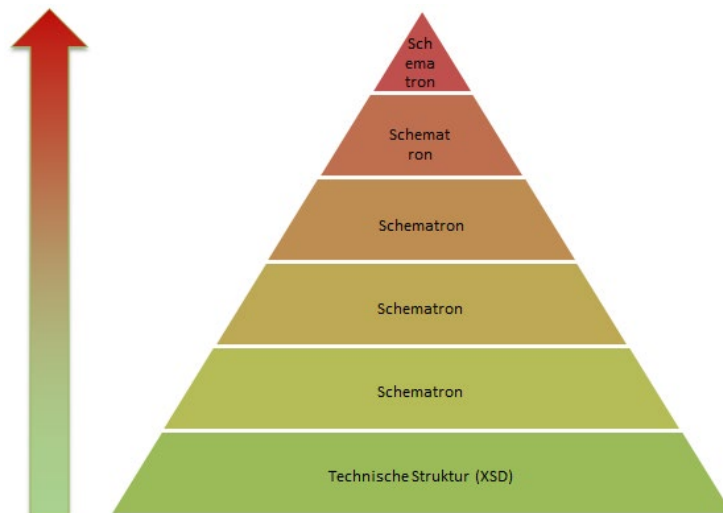 Sch
ema
tron
Schemat
ron
Schematron
Schematron
Schematron
Technische Struktur (XSD)